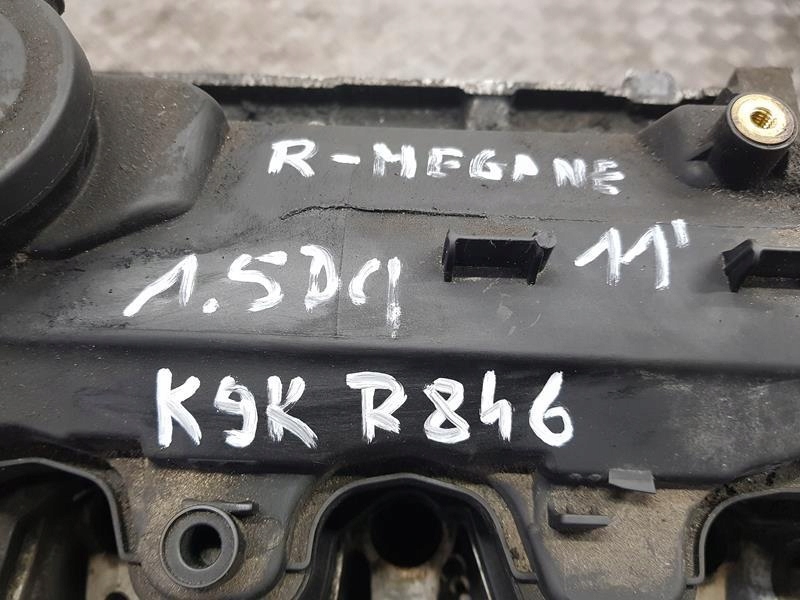 R-MEGANE
1.5DCI 11'
K9K R846